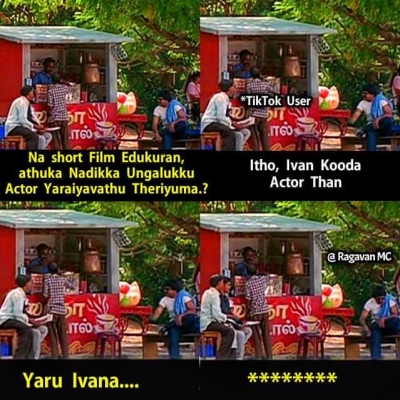 Na short Film Edukuran,
athuka Nadikka Ungalukku
Actor Yaraiyavathu Theriyuma.?
*TikTok User
Itho, Ivan Kooda
Actor Than
Yaru Ivana....
@ Ragavan MC
********